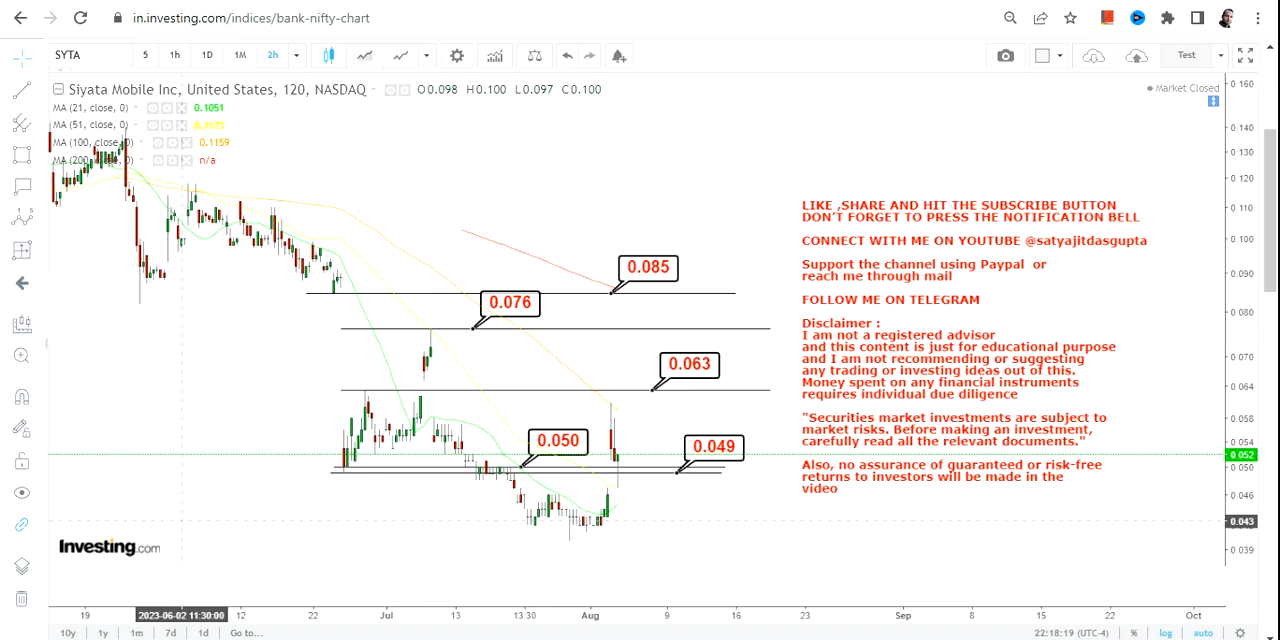 in.investing.com/indices/bank-nifty-chart
SYTA 5 1h 1D 1M 2h Test
Siyata Mobile Inc, United States, 120, NASDAQ O 0.098 H 0.100 L 0.097 C 0.100
Market Closed
MA (21, close, 0) 0.1051
MA (51, close, 0)
MA (100, close, 0) 0.1159
MA (200, close, 0) n/a
0.160
0.140
0.130
0.120
0.110
0.100
0.090
0.080
0.070
0.064
0.058
0.054
0.052
0.050
0.046
0.043
0.039
0.085
0.076
0.063
0.050
0.049
LIKE ,SHARE AND HIT THE SUBSCRIBE BUTTON
DON'T FORGET TO PRESS THE NOTIFICATION BELL
CONNECT WITH ME ON YOUTUBE @satyajitdasgupta
Support the channel using Paypal or
reach me through mail
FOLLOW ME ON TELEGRAM
Disclaimer :
I am not a registered advisor
and this content is just for educational purpose
and I am not recommending or suggesting
any trading or investing ideas out of this.
Money spent on any financial instruments
requires individual due diligence
"Securities market investments are subject to
market risks. Before making an investment,
carefully read all the relevant documents."
Also, no assurance of guaranteed or risk-free
returns to investors will be made in the
video
Investing.com
19 2023-06-02 11:30:00 12 22 Jul 13 13:30 Aug 9 16 23 Sep 8 15 22 Oct
10y 1y 1m 7d 1d Go to... 22:18:19 (UTC-4) % log auto